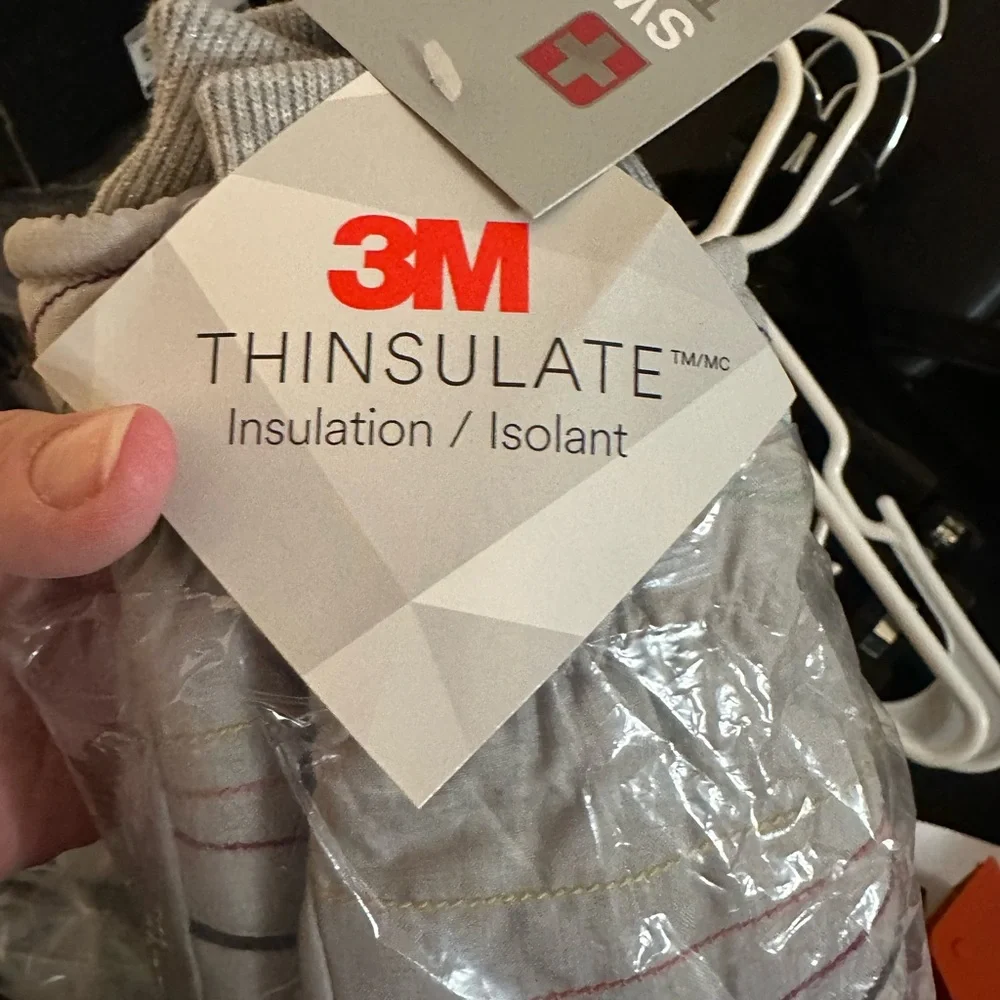 3M
THINSULATE™/MC
Insulation / Isolant